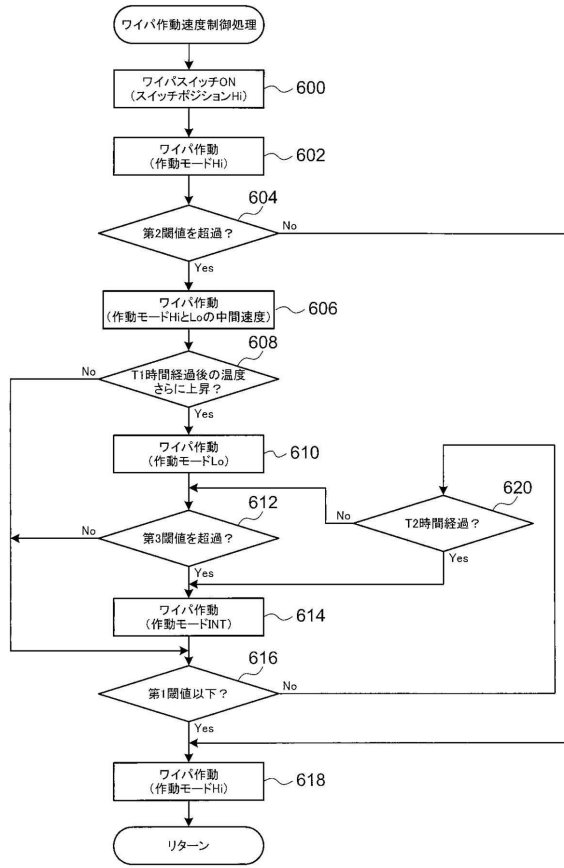 ワイパ作動速度制御処理
ワイパスイッチON
(スイッチポジションHi)
600
ワイパ作動
(作動モードHi)
602
604
第2閾値を超過?
No
Yes
ワイパ作動
(作動モードHiとLoの中間速度)
606
608
No
T1時間経過後の温度
さらに上昇?
Yes
ワイパ作動
(作動モードLo)
610
612
No
第3閾値を超過?
Yes
620
No
T2時間経過?
Yes
ワイパ作動
(作動モードINT)
614
616
第1閾値以下?
No
Yes
ワイパ作動
(作動モードHi)
618
リターン